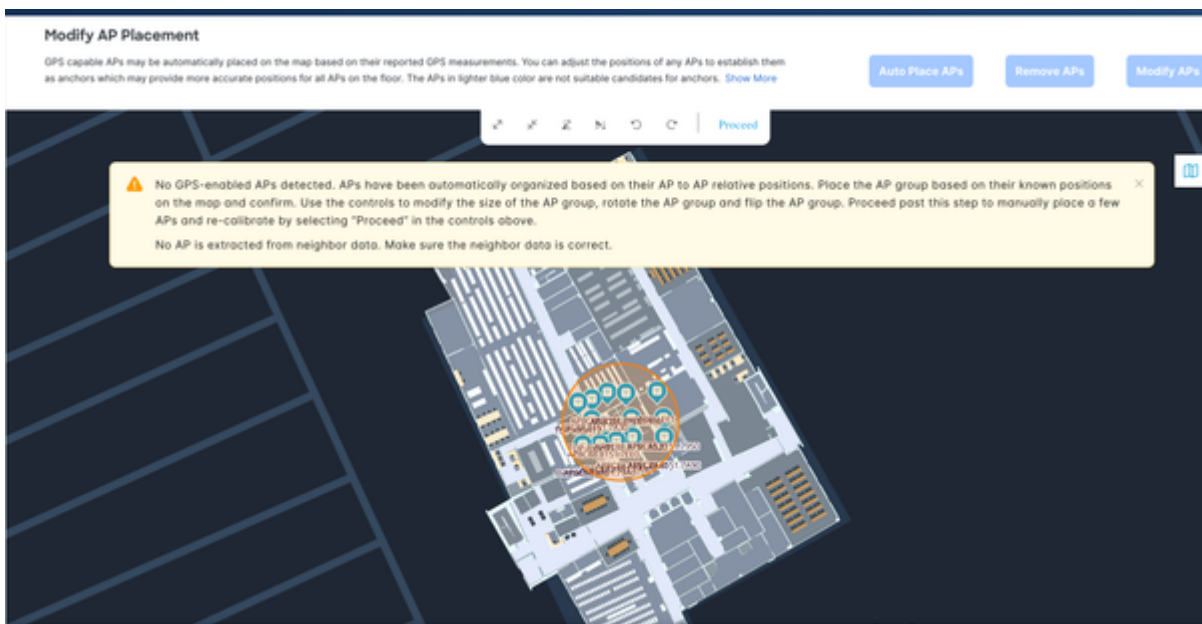 Modify AP Placement
GPS capable APs may be automatically placed on the map based on their reported GPS measurements. You can adjust the positions of any APs to establish them
as anchors which may provide more accurate positions for all APs on the floor. The APs in lighter blue color are not suitable candidates for anchors. Show More
Auto Place APs
Remove APs
Modify APs
Proceed
No GPS-enabled APs detected. APs have been automatically organized based on their AP to AP relative positions. Place the AP group based on their known positions
on the map and confirm. Use the controls to modify the size of the AP group, rotate the AP group and flip the AP group. Proceed past this step to manually place a few
APs and re-calibrate by selecting "Proceed" in the controls above.
No AP is extracted from neighbor data. Make sure the neighbor data is correct.